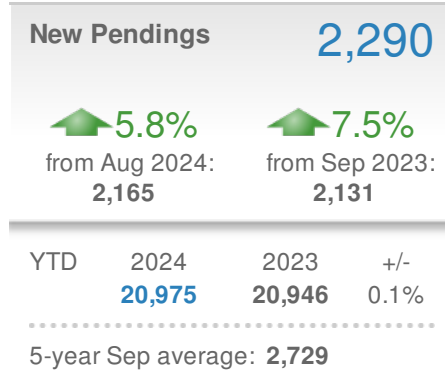 New Pendings 2,290
5.8% 7.5%
from Aug 2024: from Sep 2023:
2,165 2,131
YTD 2024 2023 +/-
20,975 20,946 0.1%
5-year Sep average: 2,729